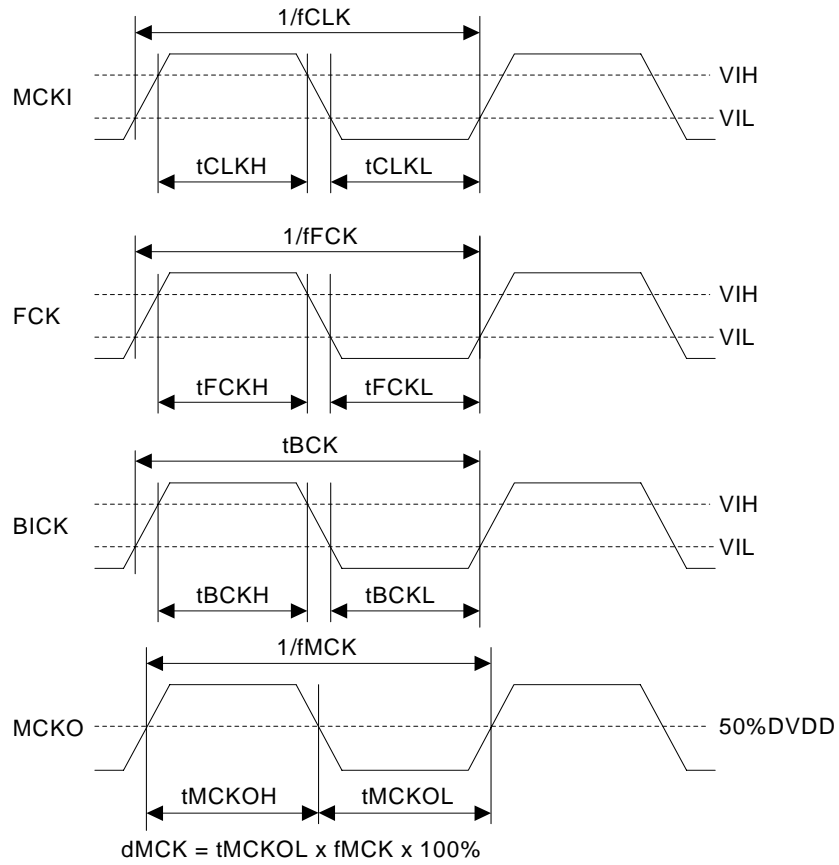 1/fCLK
VIH
MCKI
VIL
tCLKH tCLKL
1/fFCK
VIH
FCK
VIL
tFCKH tFCKL
tBCK
VIH
BICK
VIL
tBCKH tBCKL
1/fMCK
MCKO 50%DVDD
tMCKOH tMCKOL
dMCK = tMCKOL x fMCK x 100%